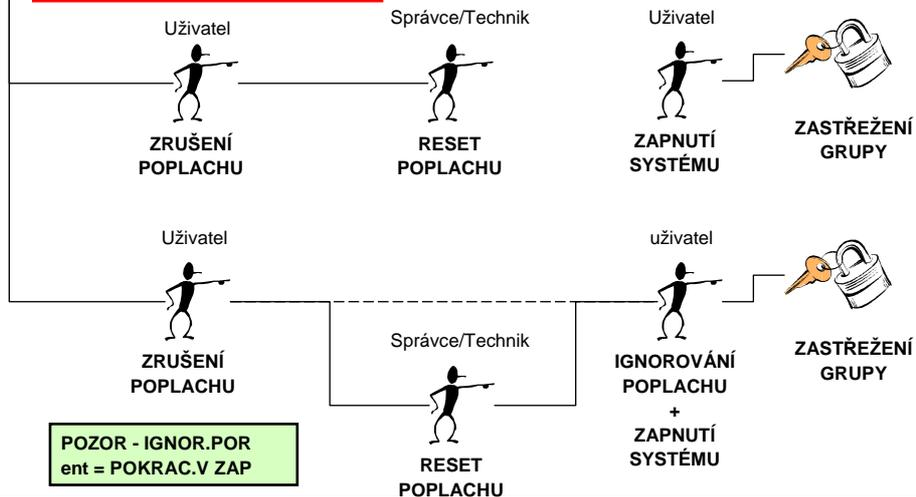 Uživatel
Správce/Technik
Uživatel
ZRUŠENÍ
POPLACHU
RESET
POPLACHU
ZAPNUTÍ
SYSTÉMU
ZASTŘEŽENÍ
GRUPY
Uživatel
uživatel
ZRUŠENÍ
POPLACHU
Správce/Technik
IGNOROVÁNÍ
POPLACHU
+
ZAPNUTÍ
SYSTÉMU
ZASTŘEŽENÍ
GRUPY
POZOR - IGNOR.POR
ent = POKRAC.V ZAP
RESET
POPLACHU